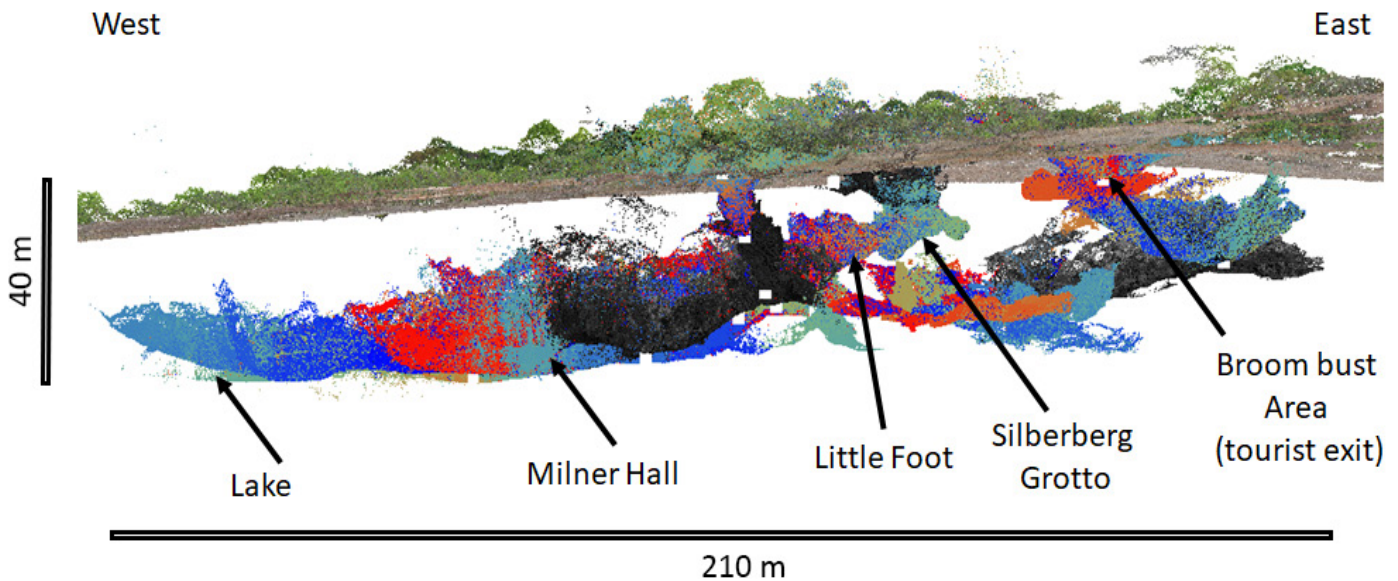 West
East
40 m
Lake
Milner Hall
Little Foot
Silberberg
Grotto
Broom bust
Area
(tourist exit)
210 m